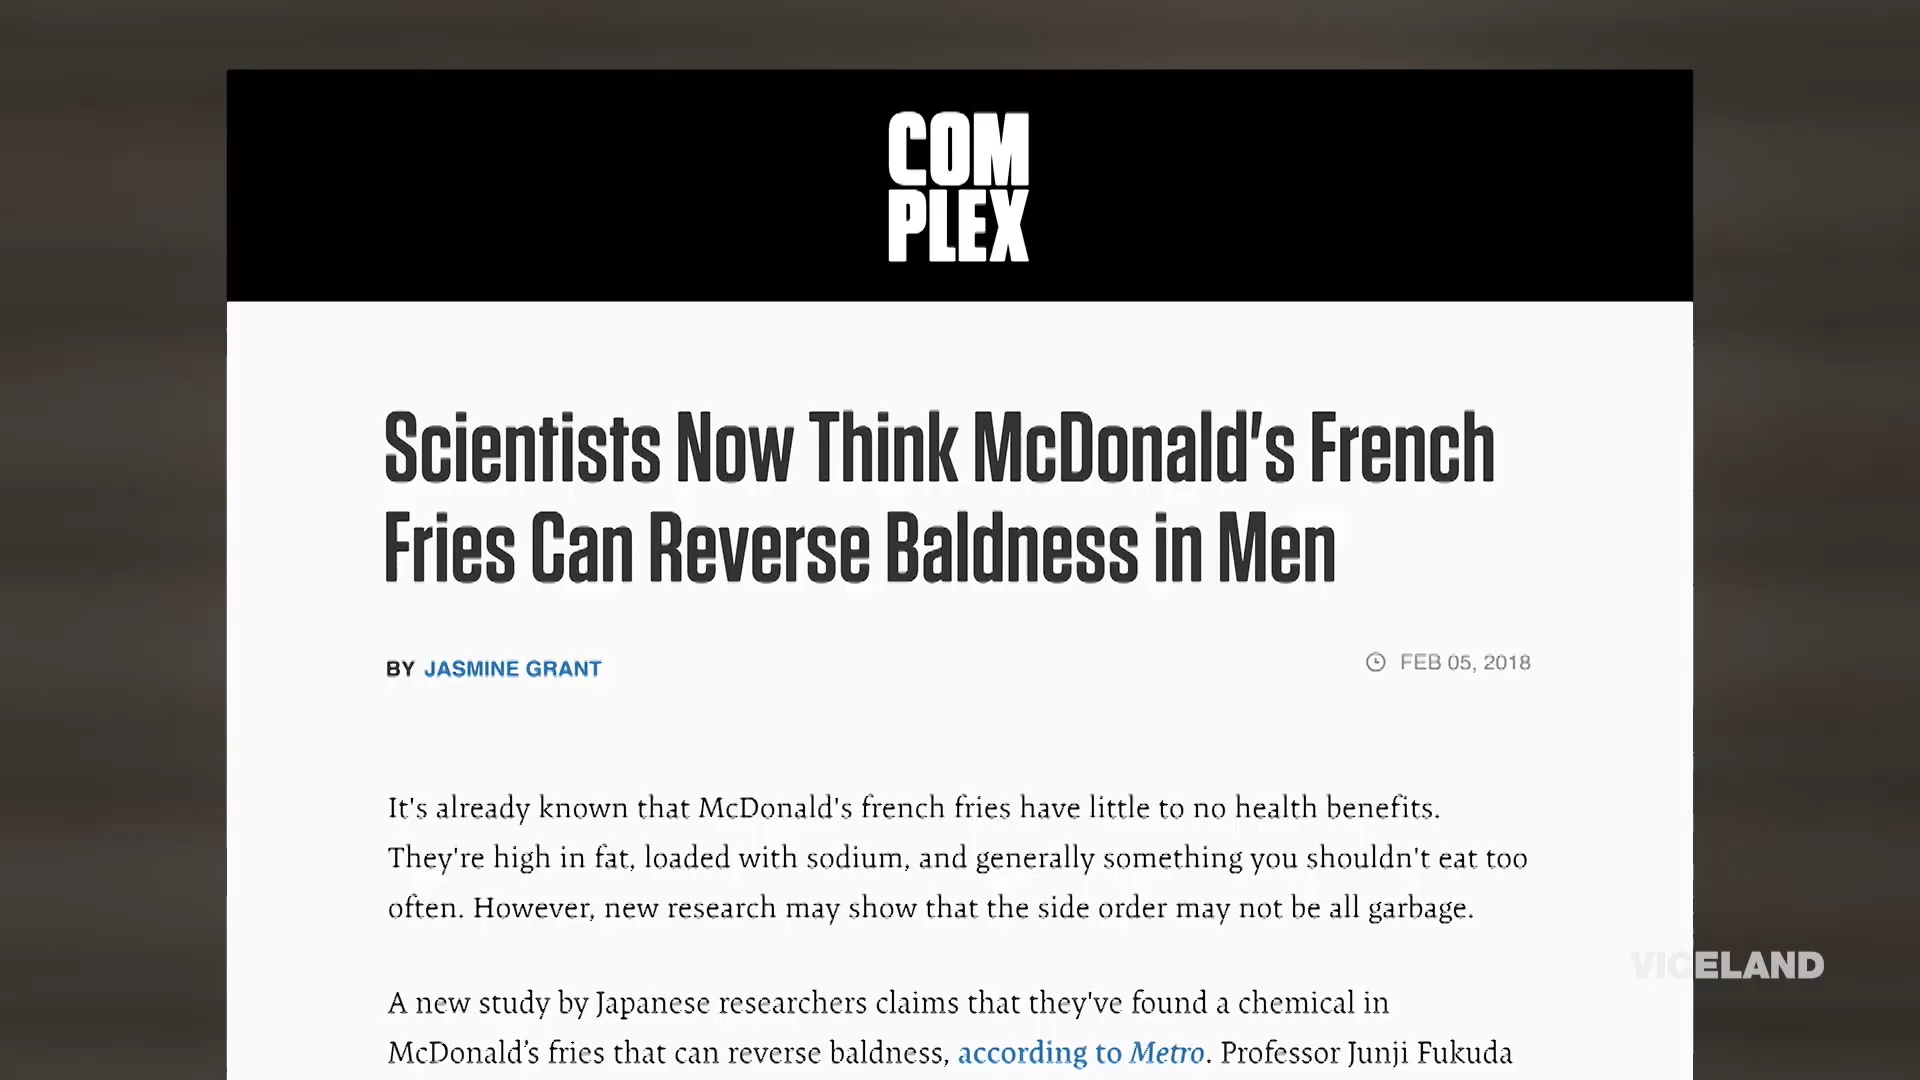 COM
PLEX
Scientists Now Think McDonald's French
Fries Can Reverse Baldness in Men
BY JASMINE GRANT
FEB 05, 2018
It's already known that McDonald's french fries have little to no health benefits.
They're high in fat, loaded with sodium, and generally something you shouldn't eat too
often. However, new research may show that the side order may not be all garbage.
VICELAND
A new study by Japanese researchers claims that they've found a chemical in
McDonald’s fries that can reverse baldness, according to Metro. Professor Junji Fukuda